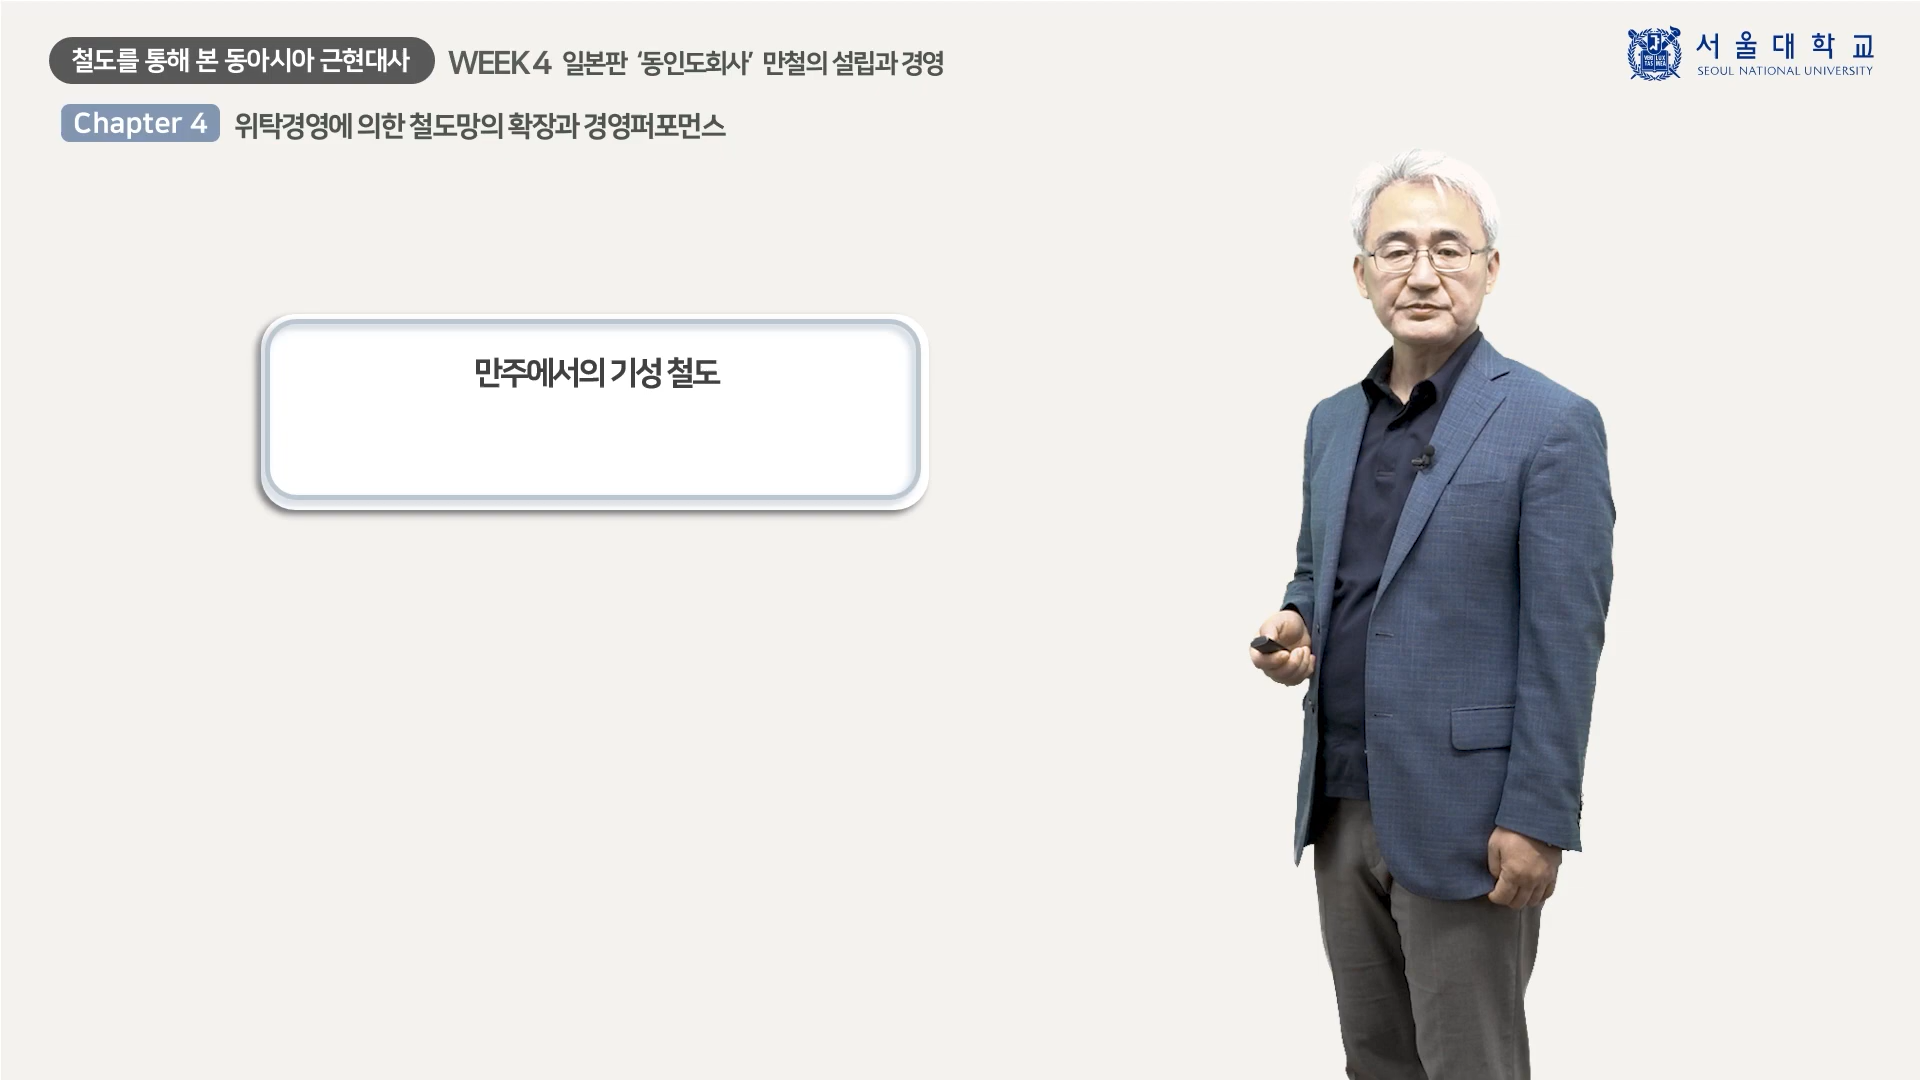 철도를 통해 본 동아시아 근현대사 WEEK 4 일본판 ‘동인도회사’ 만철의 설립과 경영
서울대학교
SEOUL NATIONAL UNIVERSITY
Chapter 4 위탁경영에 의한 철도망의 확장과 경영퍼포먼스
만주에서의 기성 철도